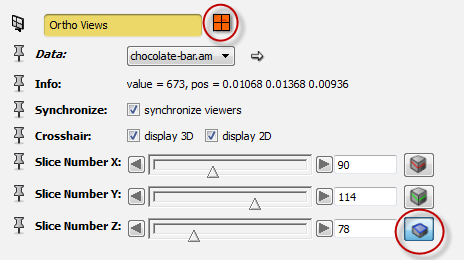 Ortho Views
Data: chocolate-bar.am
Info: value = 673, pos = 0.01068 0.01368 0.00936
Synchronize: synchronize viewers
Crosshair: display 3D display 2D
Slice Number X: 90
Slice Number Y: 114
Slice Number Z: 78